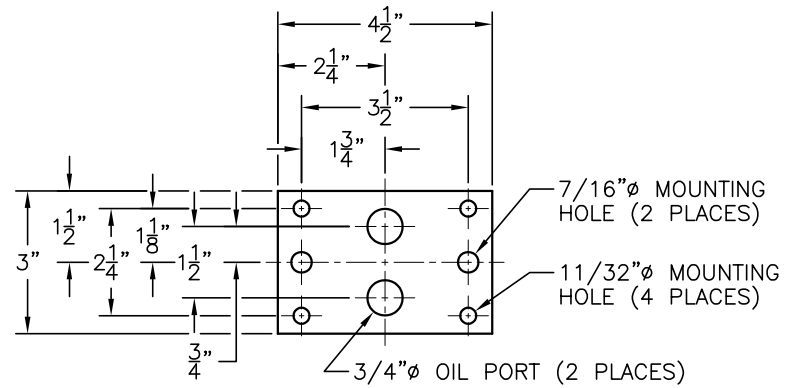 4 1/2"
2 1/4"
3 1/2"
1 3/4"
7/16"ø MOUNTING
HOLE (2 PLACES)
1 1/2"
1 1/8"
3"
2 1/4"
1 1/2"
11/32"ø MOUNTING
HOLE (4 PLACES)
3/4"
3/4"ø OIL PORT (2 PLACES)